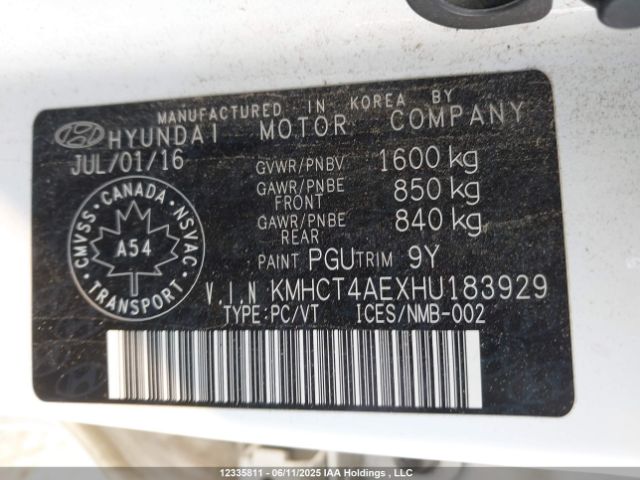 MANUFACTURED IN KOREA BY
HYUNDAI MOTOR COMPANY
JUL/01/16 GVWR/PNBV 1600 kg
GAWR/PNBE FRONT 850 kg
GAWR/PNBE REAR 840 kg
PAINT PGU TRIM 9Y
CMVSS · CANADA · NSVAC
A54
TRANSPORT
V.I.N KMHCT4AEXHU183929
TYPE:PC/VT ICES/NMB-002
12335811 - 06/11/2025 IAA Holdings , LLC